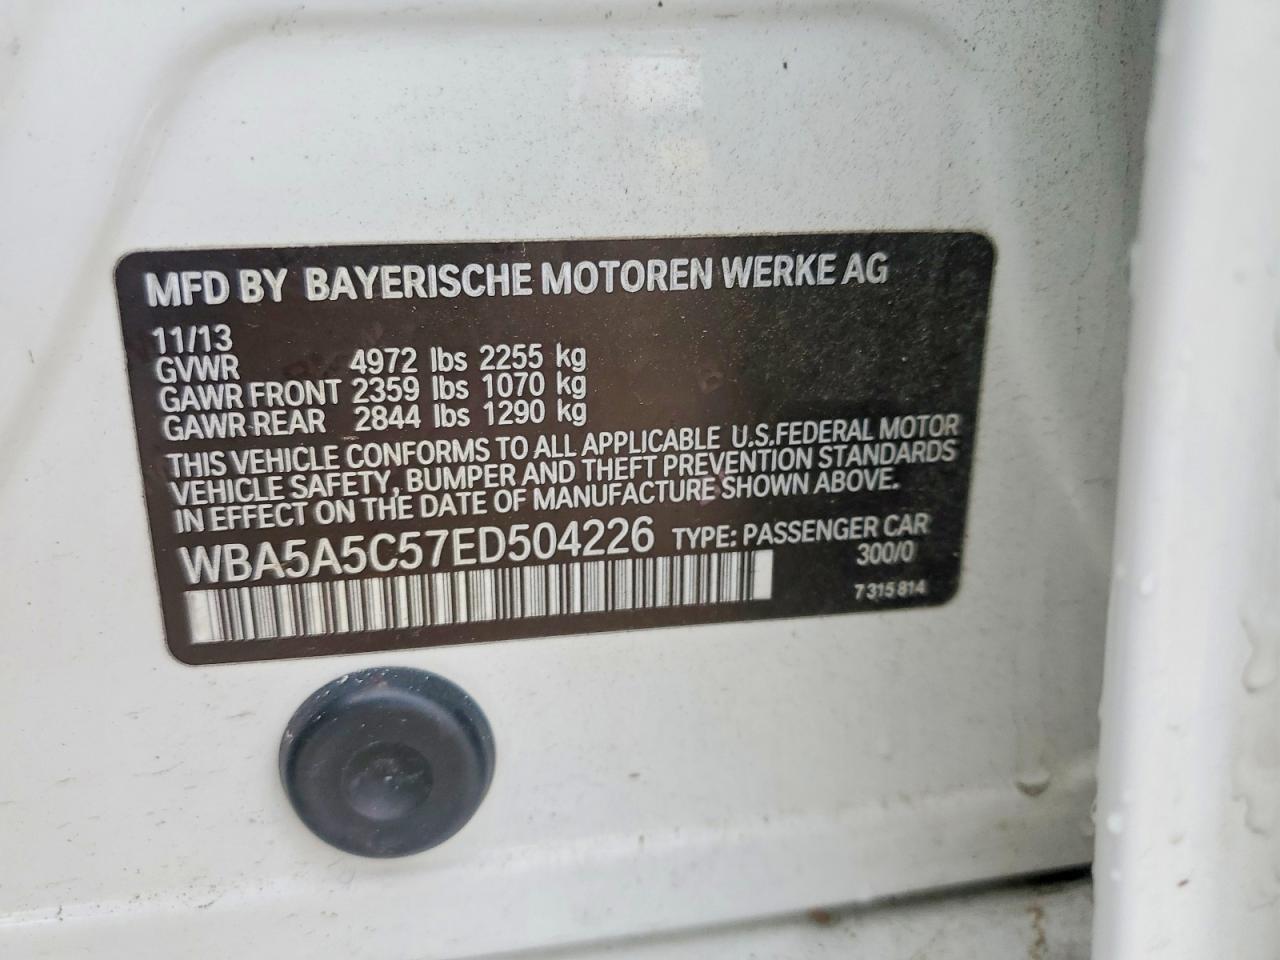 MFD BY BAYERISCHE MOTOREN WERKE AG
11/13
GVWR 4972 lbs 2255 kg
GAWR FRONT 2359 lbs 1070 kg
GAWR REAR 2844 lbs 1290 kg
THIS VEHICLE CONFORMS TO ALL APPLICABLE U.S.FEDERAL MOTOR
VEHICLE SAFETY, BUMPER AND THEFT PREVENTION STANDARDS
IN EFFECT ON THE DATE OF MANUFACTURE SHOWN ABOVE.
WBA5A5C57ED504226 TYPE: PASSENGER CAR
300/0
7 315 814